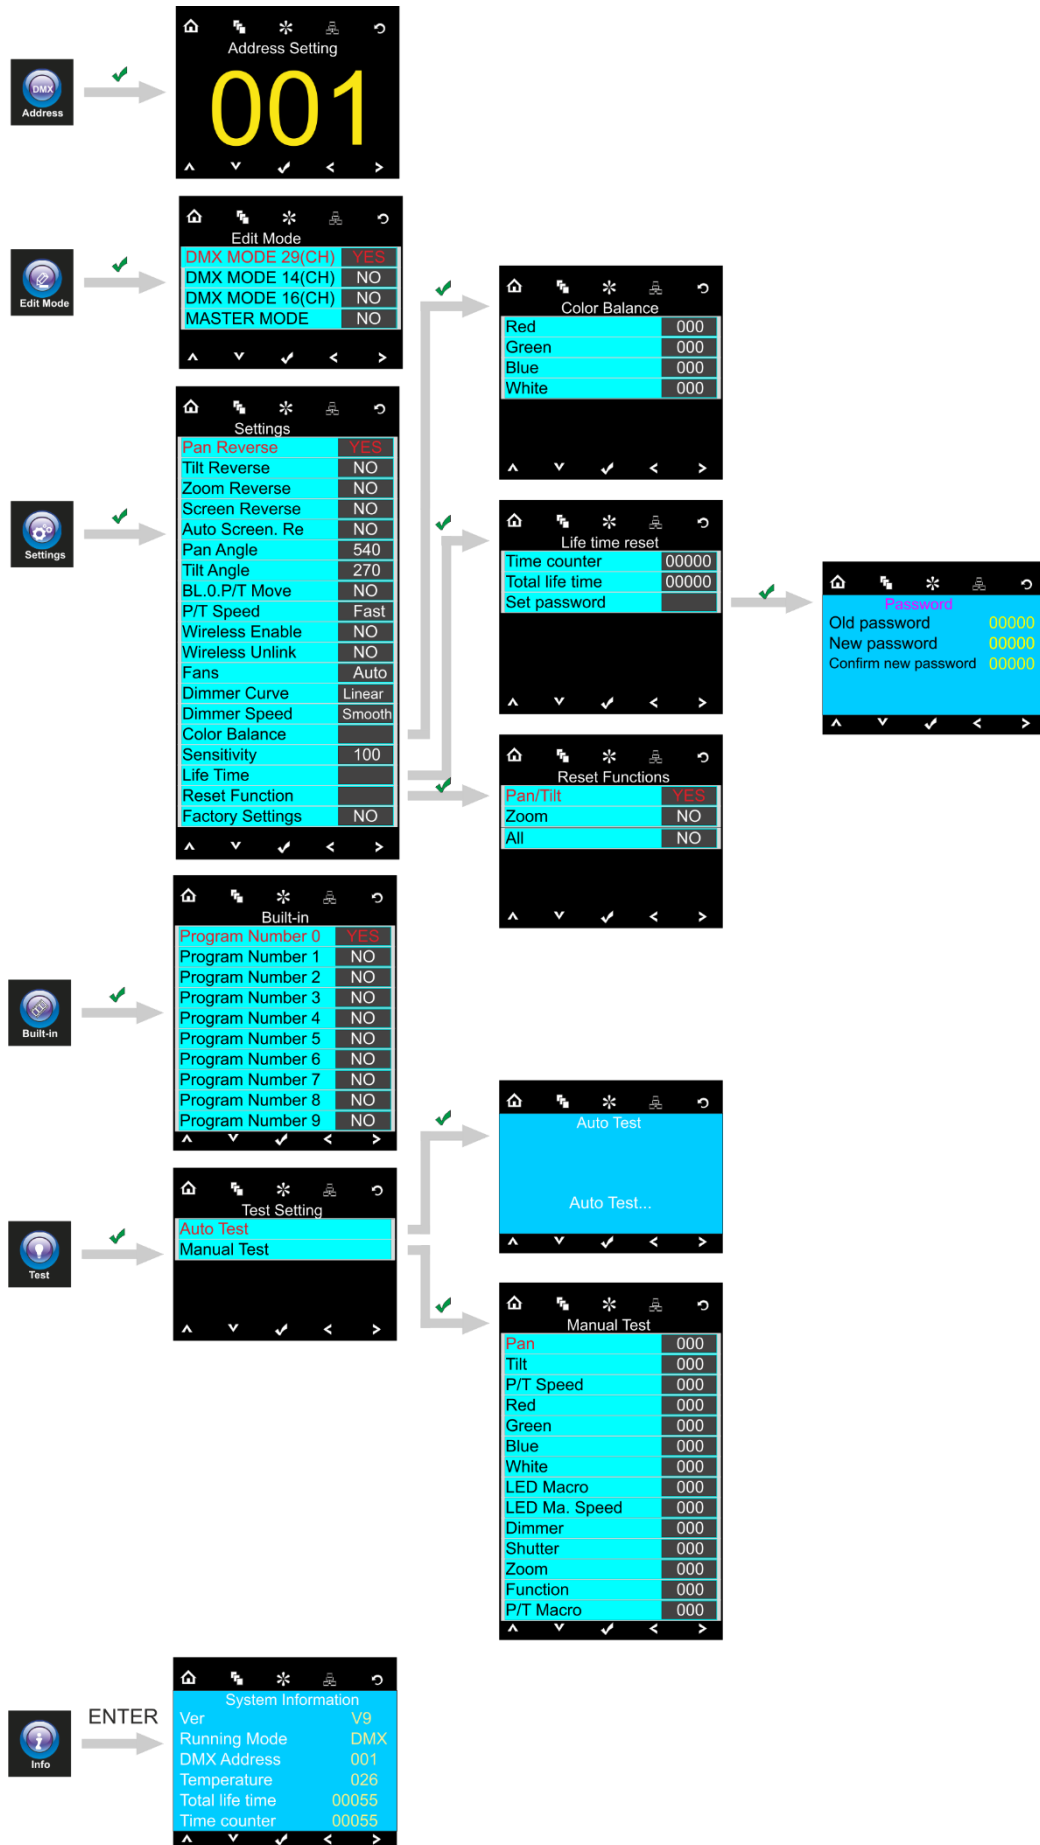 Address Setting
DMX
Address
001
Edit Mode
Edit Mode
DMX MODE 29(CH) YES
DMX MODE 14(CH) NO
DMX MODE 16(CH) NO
MASTER MODE NO
Color Balance
Red 000
Green 000
Blue 000
White 000
Settings
Settings
Pan Reverse YES
Tilt Reverse NO
Zoom Reverse NO
Screen Reverse NO
Auto Screen. Re NO
Pan Angle 540
Tilt Angle 270
BL.0.P/T Move NO
P/T Speed Fast
Wireless Enable NO
Wireless Unlink NO
Fans Auto
Dimmer Curve Linear
Dimmer Speed Smooth
Color Balance
Sensitivity 100
Life Time
Reset Function
Factory Settings NO
Life time reset
Time counter 00000
Total life time 00000
Set password
Password
Old password 00000
New password 00000
Confirm new password 00000
Reset Functions
Pan/Tilt YES
Zoom NO
All NO
Built-in
Built-in
Program Number 0 YES
Program Number 1 NO
Program Number 2 NO
Program Number 3 NO
Program Number 4 NO
Program Number 5 NO
Program Number 6 NO
Program Number 7 NO
Program Number 8 NO
Program Number 9 NO
Test
Test Setting
Auto Test
Manual Test
Auto Test
Auto Test...
Manual Test
Pan 000
Tilt 000
P/T Speed 000
Red 000
Green 000
Blue 000
White 000
LED Macro 000
LED Ma. Speed 000
Dimmer 000
Shutter 000
Zoom 000
Function 000
P/T Macro 000
Info
ENTER
System Information
Ver V9
Running Mode DMX
DMX Address 001
Temperature 026
Total life time 00055
Time counter 00055